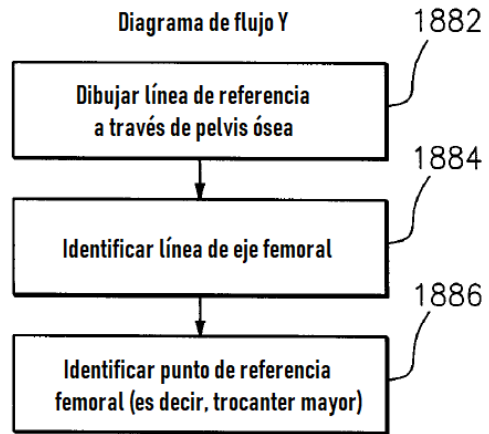 Diagrama de flujo Y
1882
Dibujar línea de referencia
a través de pelvis ósea
1884
Identificar línea de eje femoral
1886
Identificar punto de referencia
femoral (es decir, trocanter mayor)